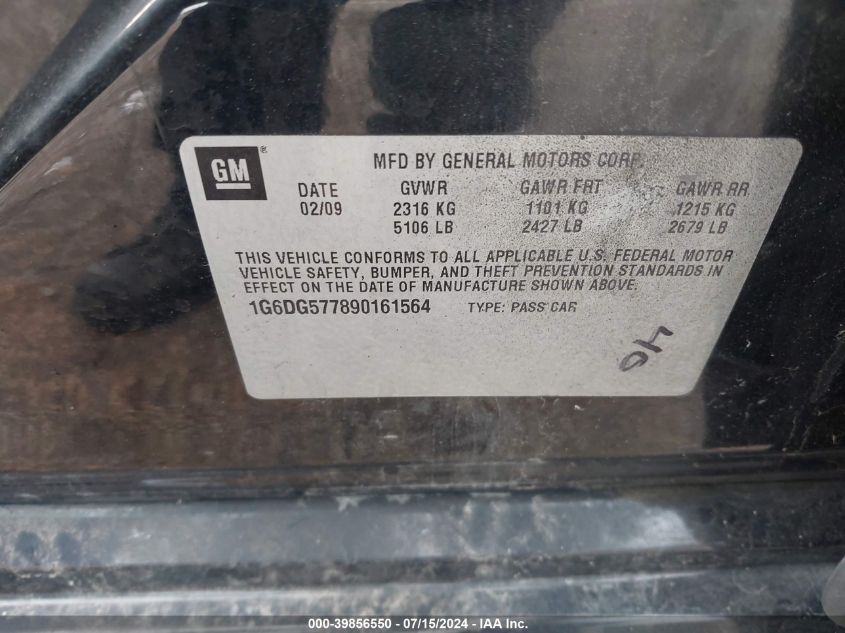 GM®
MFD BY GENERAL MOTORS CORP.
DATE GVWR GAWR FRT GAWR RR
02/09 2316 KG 1101 KG 1215 KG
5106 LB 2427 LB 2679 LB
THIS VEHICLE CONFORMS TO ALL APPLICABLE U.S. FEDERAL MOTOR
VEHICLE SAFETY, BUMPER, AND THEFT PREVENTION STANDARDS IN
EFFECT ON THE DATE OF MANUFACTURE SHOWN ABOVE.
1G6DG577890161564 TYPE: PASS CAR
000-39856550 - 07/15/2024 - IAA Inc.